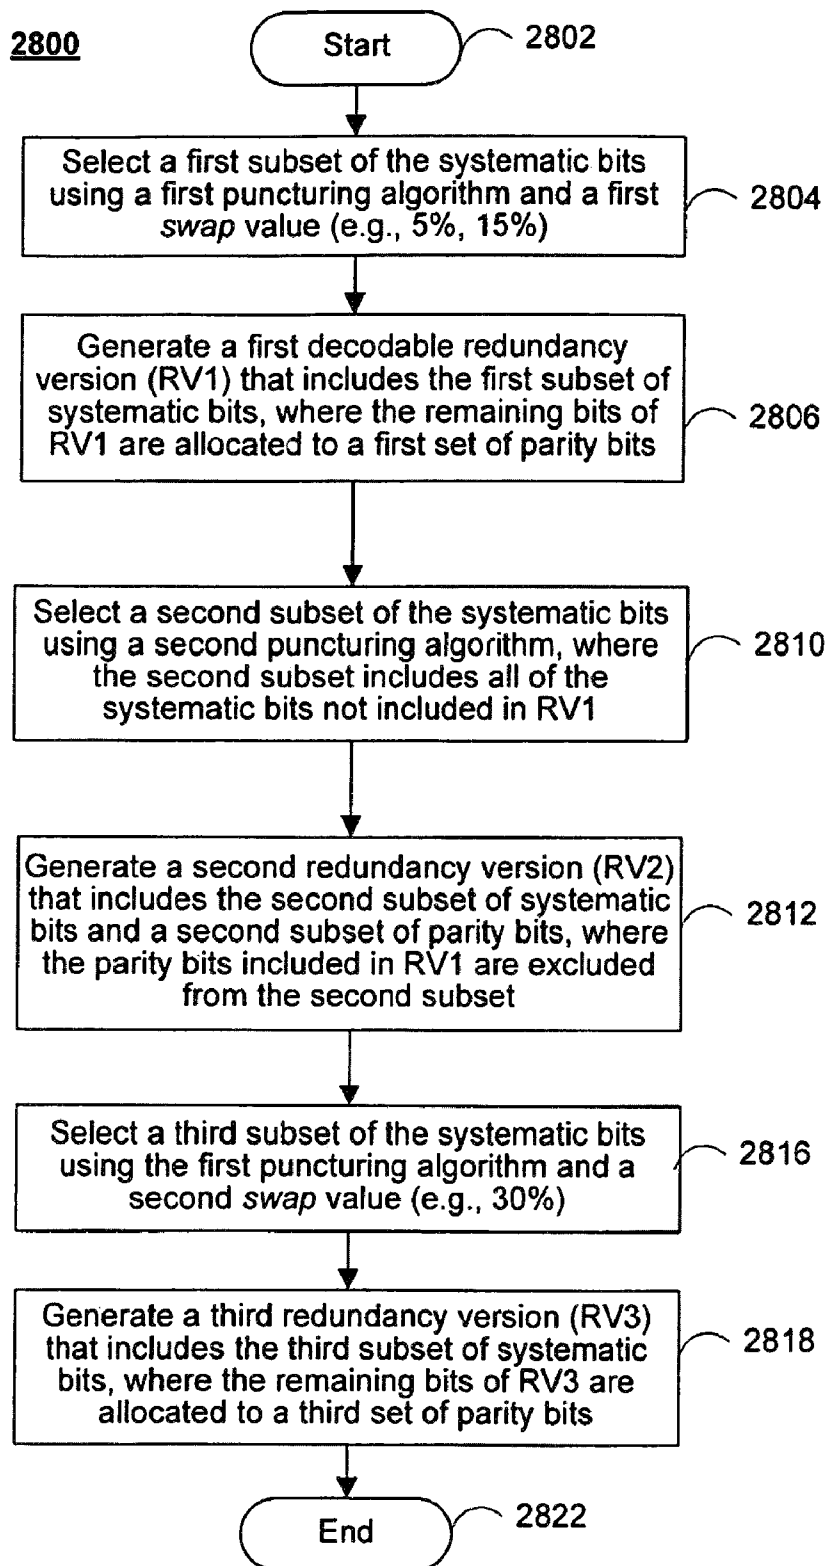 2800
Start
2802
Select a first subset of the systematic bits
using a first puncturing algorithm and a first
swap value (e.g., 5%, 15%)
2804
Generate a first decodable redundancy
version (RV1) that includes the first subset of
systematic bits, where the remaining bits of
RV1 are allocated to a first set of parity bits
2806
Select a second subset of the systematic bits
using a second puncturing algorithm, where
the second subset includes all of the
systematic bits not included in RV1
2810
Generate a second redundancy version (RV2)
that includes the second subset of systematic
bits and a second subset of parity bits, where
the parity bits included in RV1 are excluded
from the second subset
2812
Select a third subset of the systematic bits
using the first puncturing algorithm and a
second swap value (e.g., 30%)
2816
Generate a third redundancy version (RV3)
that includes the third subset of systematic
bits, where the remaining bits of RV3 are
allocated to a third set of parity bits
2818
End
2822